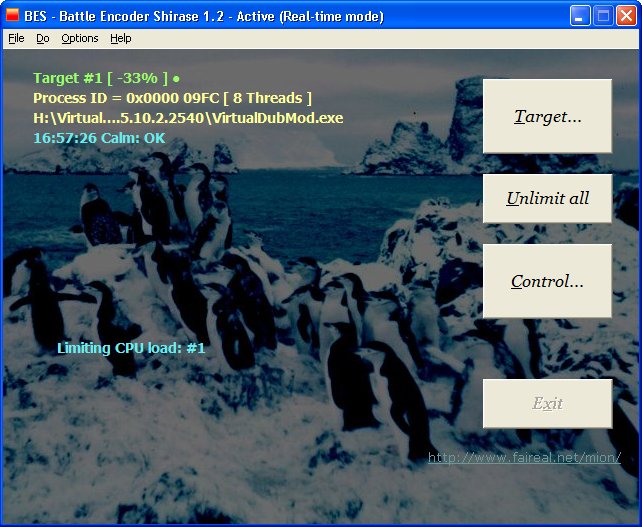 BES - Battle Encoder Shirase 1.2 - Active (Real-time mode)
File Do Options Help
Target #1 [ -33% ] ●
Process ID = 0x0000 09FC [ 8 Threads ]
H:\Virtual....5.10.2.2540\VirtualDubMod.exe
16:57:26 Calm: OK
Target...
Unlimit all
Control...
Limiting CPU load: #1
Exit
http://www.faireal.net/mion/